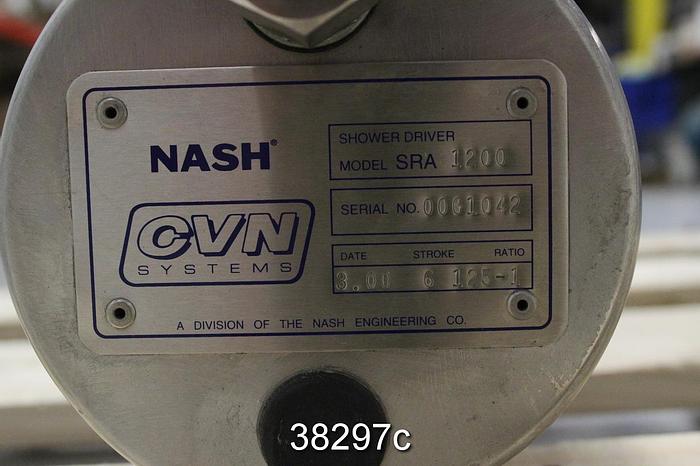 NASH®
CVN
SYSTEMS
SHOWER DRIVER
MODEL SRA 1200
SERIAL NO. 00G1042
DATE STROKE RATIO
3.00 6 125-1
A DIVISION OF THE NASH ENGINEERING CO.
38297c